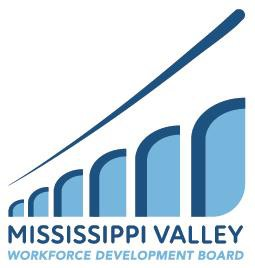 MISSISSIPPI VALLEY
WORKFORCE DEVELOPMENT BOARD